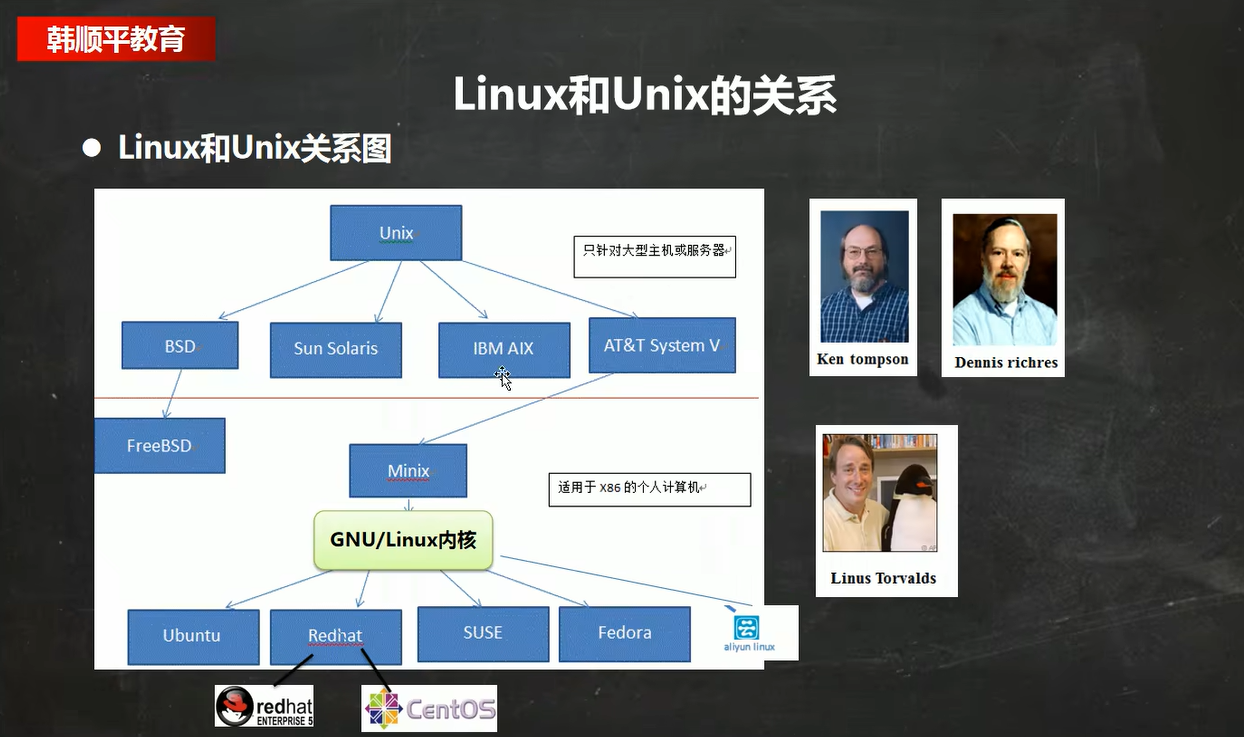 韩顺平教育
Linux和Unix的关系
Linux和Unix关系图
Unix
只针对大型主机或服务器
BSD
Sun Solaris
IBM AIX
AT&T System V
FreeBSD
Minix
适用于 X86 的个人计算机
GNU/Linux内核
Ubuntu
Redhat
SUSE
Fedora
aliyun linux
redhat
ENTERPRISE 5
CentOS
Ken tompson
Dennis richres
Linus Torvalds